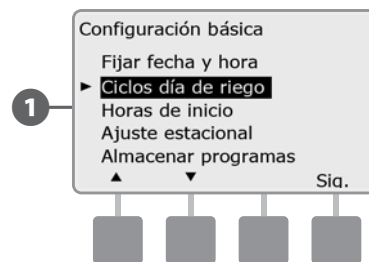 Configuración básica
Fijar fecha y hora
► Ciclos día de riego
1
Horas de inicio
Ajuste estacional
Almacenar programas
▲ ▼ Sig.